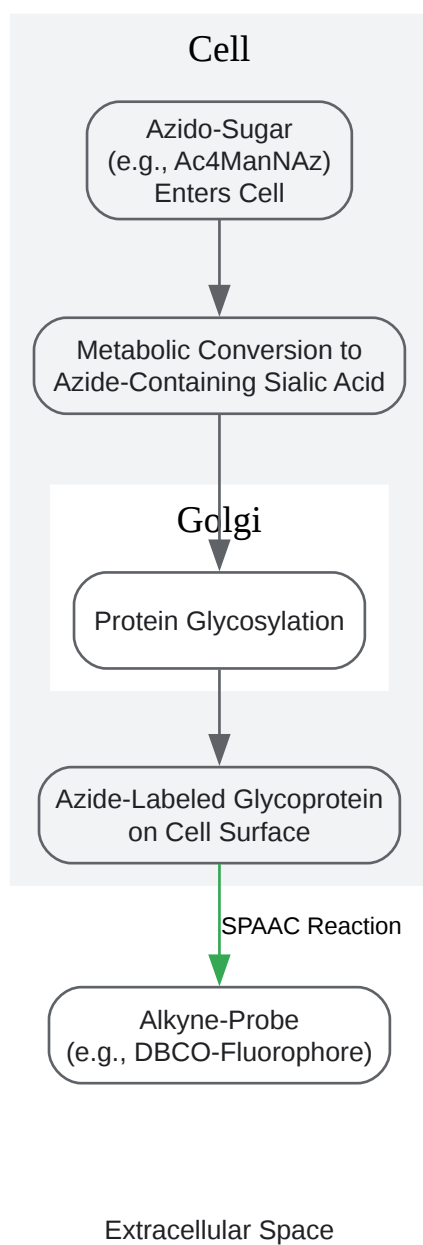 Cell
Azido-Sugar
(e.g., Ac4ManNAz)
Enters Cell
Metabolic Conversion to
Azide-Containing Sialic Acid
Golgi
Protein Glycosylation
Azide-Labeled Glycoprotein
on Cell Surface
SPAAC Reaction
Alkyne-Probe
(e.g., DBCO-Fluorophore)
Extracellular Space